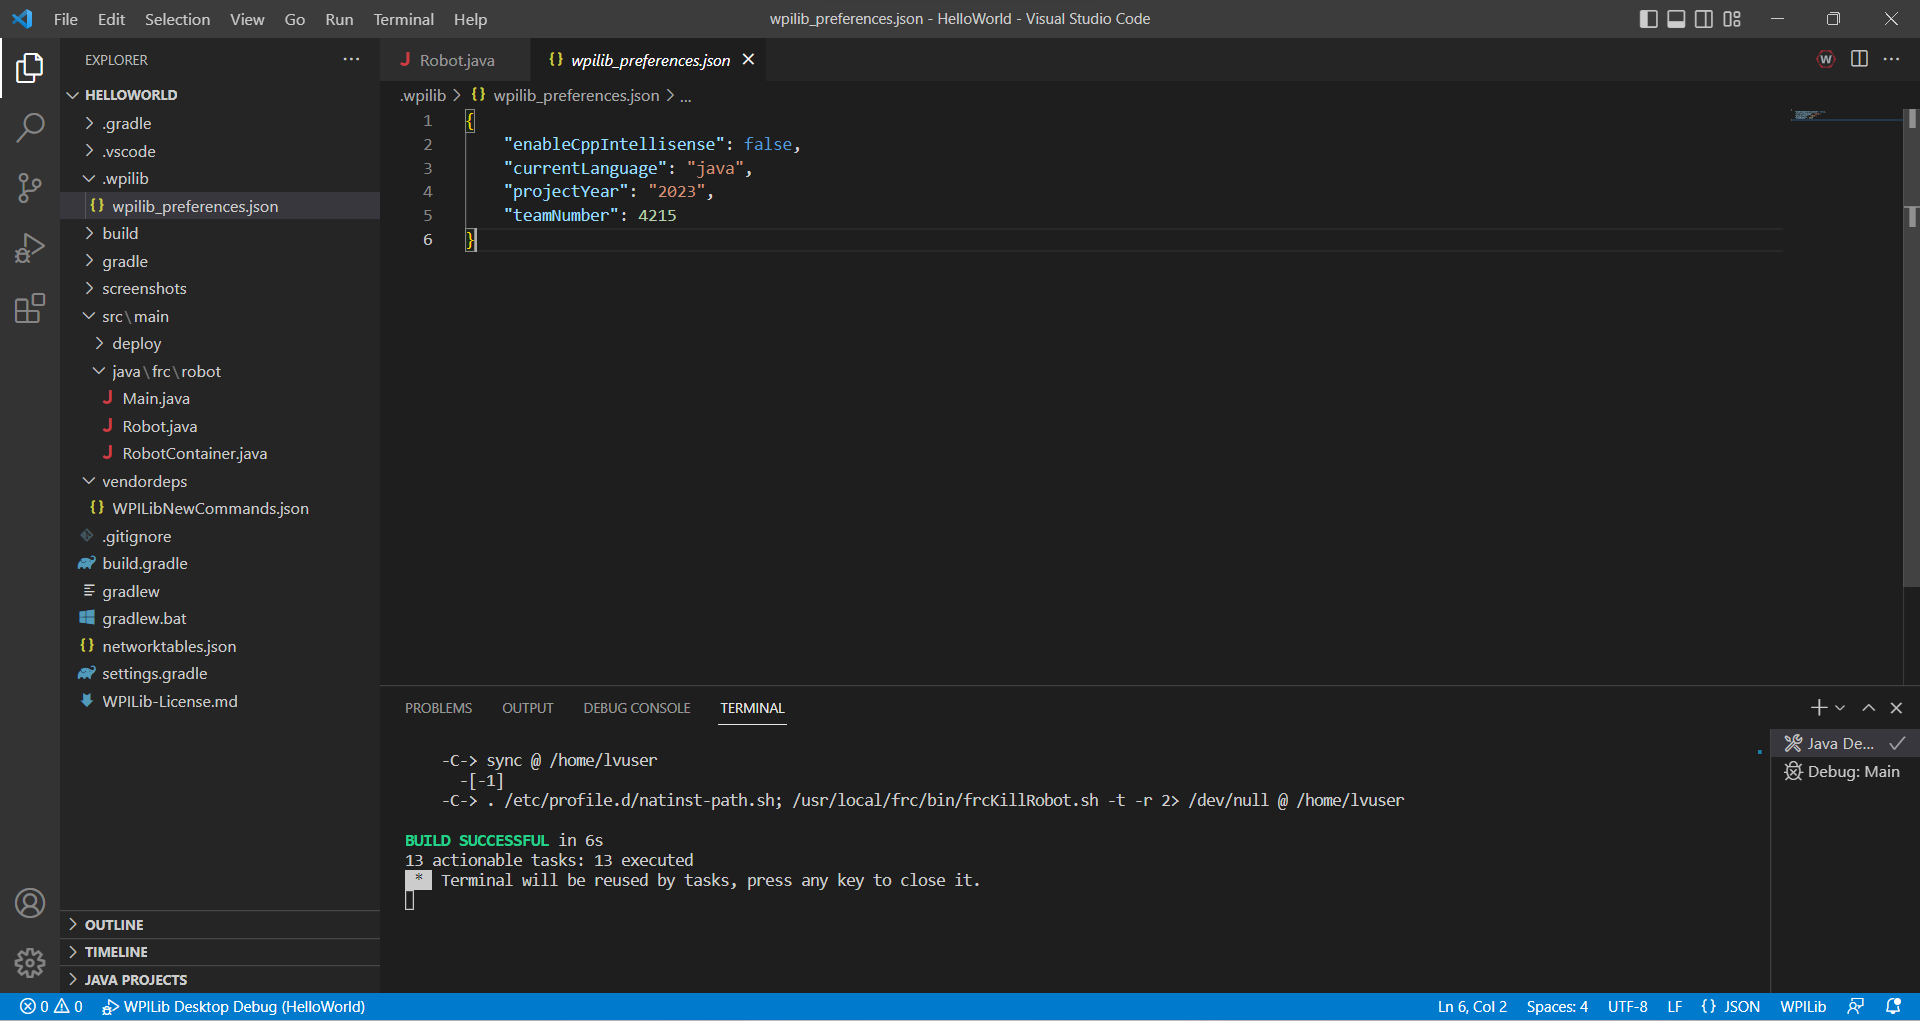 File Edit Selection View Go Run Terminal Help
wpilib_preferences.json - HelloWorld - Visual Studio Code
EXPLORER
HELLOWORLD
.gradle
.vscode
.wpilib
{} wpilib_preferences.json
build
gradle
screenshots
src\main
deploy
java\frc\robot
J Main.java
J Robot.java
J RobotContainer.java
vendordeps
{} WPILibNewCommands.json
.gitignore
build.gradle
gradlew
gradlew.bat
{} networktables.json
settings.gradle
WPILib-License.md
OUTLINE
TIMELINE
JAVA PROJECTS
J Robot.java
{} wpilib_preferences.json
W
.wpilib > {} wpilib_preferences.json > ...
1 {
2 "enableCppIntellisense": false,
3 "currentLanguage": "java",
4 "projectYear": "2023",
5 "teamNumber": 4215
6 }
PROBLEMS OUTPUT DEBUG CONSOLE TERMINAL
-C-> sync @ /home/lvuser
-[-1]
-C-> . /etc/profile.d/natinst-path.sh; /usr/local/frc/bin/frcKillRobot.sh -t -r 2> /dev/null @ /home/lvuser
BUILD SUCCESSFUL in 6s
13 actionable tasks: 13 executed
* Terminal will be reused by tasks, press any key to close it.
Java De...
Debug: Main
0 0 WPILib Desktop Debug (HelloWorld)
Ln 6, Col 2 Spaces: 4 UTF-8 LF {} JSON WPILib